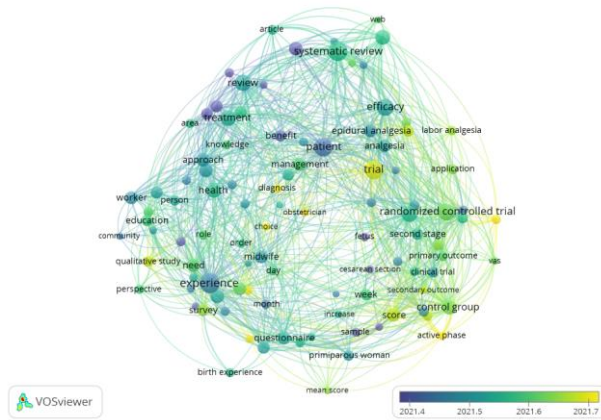 web
article
systematic review
review
efficacy
treatment
area
epidural analgesia
labor analgesia
benefit
knowledge
patient
analgesia
approach
management
trial
application
health
diagnosis
worker
person
obstetrician
randomized controlled trial
education
choice
community
role
order
fetus
second stage
midwife
primary outcome
qualitative study
need
day
cesarean section
clinical trial
vas
experience
perspective
week
secondary outcome
survey
month
increase
score
control group
sample
active phase
questionnaire
primiparous woman
birth experience
mean score
VOSviewer
2021.4 2021.5 2021.6 2021.7